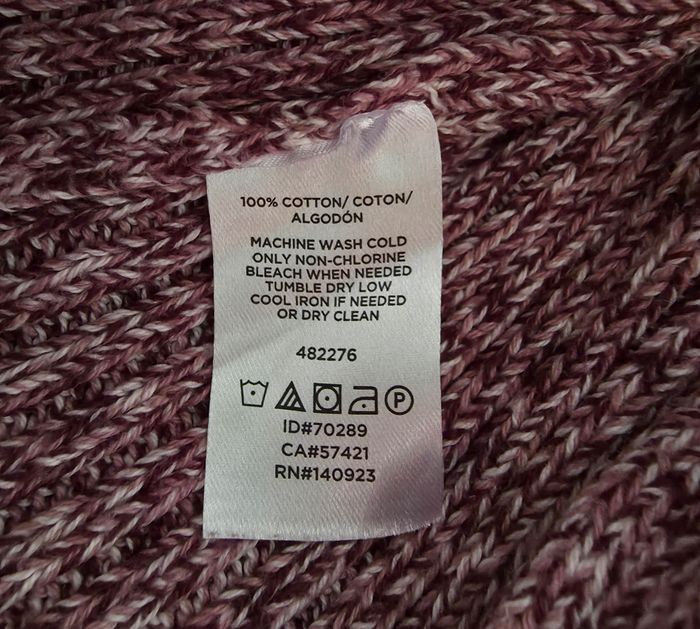 100% COTTON/ COTON/
ALGODÓN
MACHINE WASH COLD
ONLY NON-CHLORINE
BLEACH WHEN NEEDED
TUMBLE DRY LOW
COOL IRON IF NEEDED
OR DRY CLEAN
482276
P
ID#70289
CA#57421
RN#140923